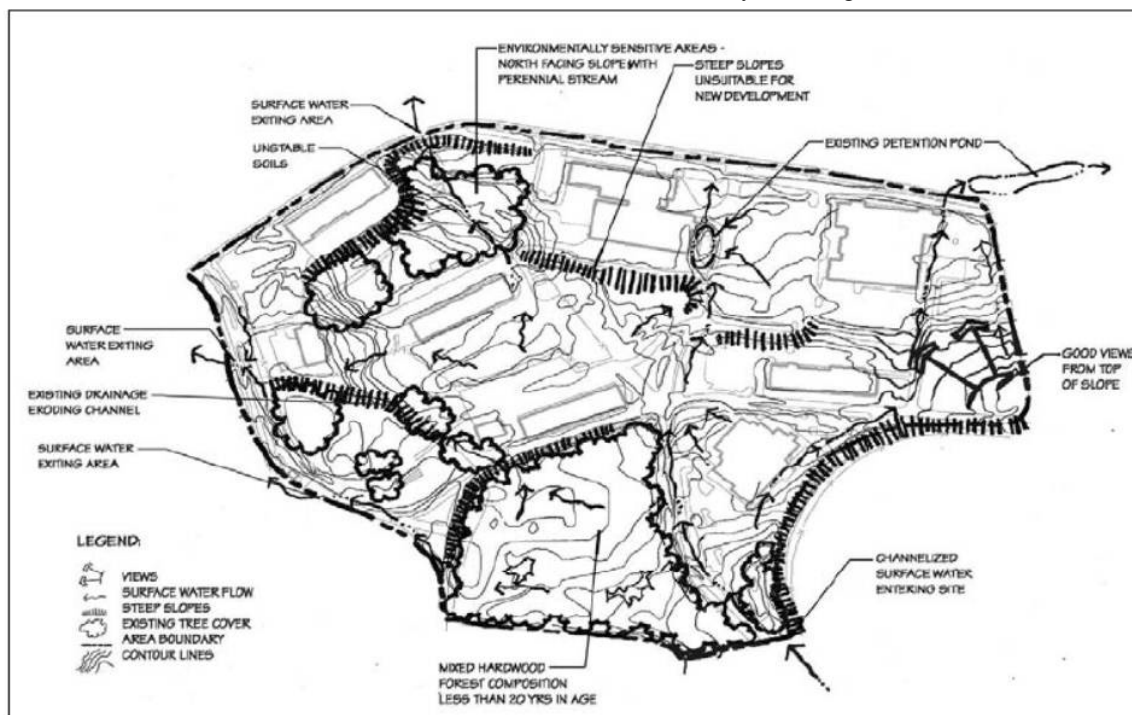 ENVIRONMENTALLY SENSITIVE AREAS -
NORTH FACING SLOPE WITH
PERENNIAL STREAM
STEEP SLOPES
UNSUITABLE FOR
NEW DEVELOPMENT
SURFACE WATER
EXITING AREA
UNSTABLE
SOILS
EXISTING DETENTION POND
SURFACE
WATER EXITING
AREA
GOOD VIEWS
FROM TOP
OF SLOPE
EXISTING DRAINAGE
ERODING CHANNEL
SURFACE WATER
EXITING AREA
LEGEND:
VIEWS
SURFACE WATER FLOW
STEEP SLOPES
EXISTING TREE COVER
AREA BOUNDARY
CONTOUR LINES
CHANNELIZED
SURFACE WATER
ENTERING SITE
MIXED HARDWOOD
FOREST COMPOSITION
LESS THAN 20 YRS IN AGE